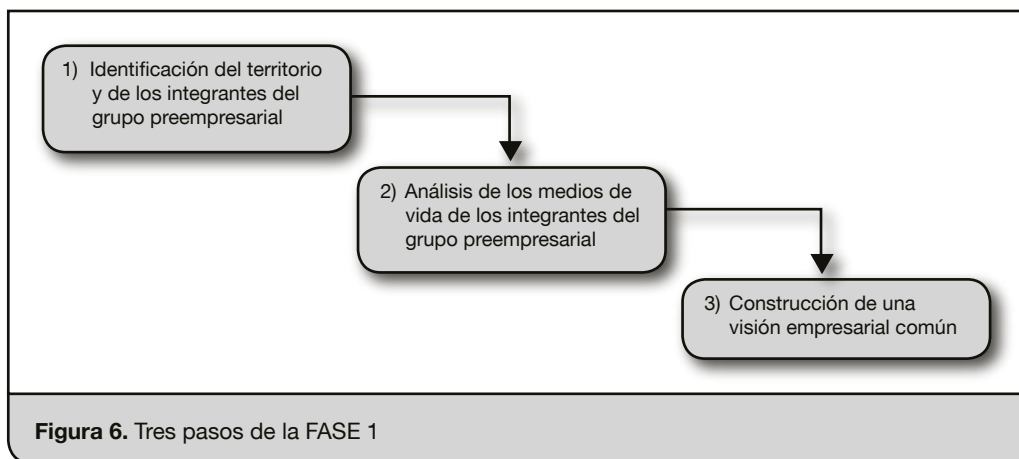 1) Identificación del territorio
y de los integrantes del
grupo preempresarial
2) Análisis de los medios de
vida de los integrantes del
grupo preempresarial
3) Construcción de una
visión empresarial común
Figura 6. Tres pasos de la FASE 1